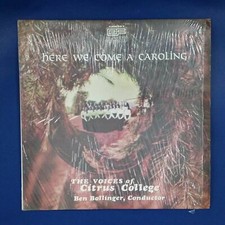 HERE WE COME A CAROLING
THE VOICES of
Citrus College
Ben Bollinger, Conductor